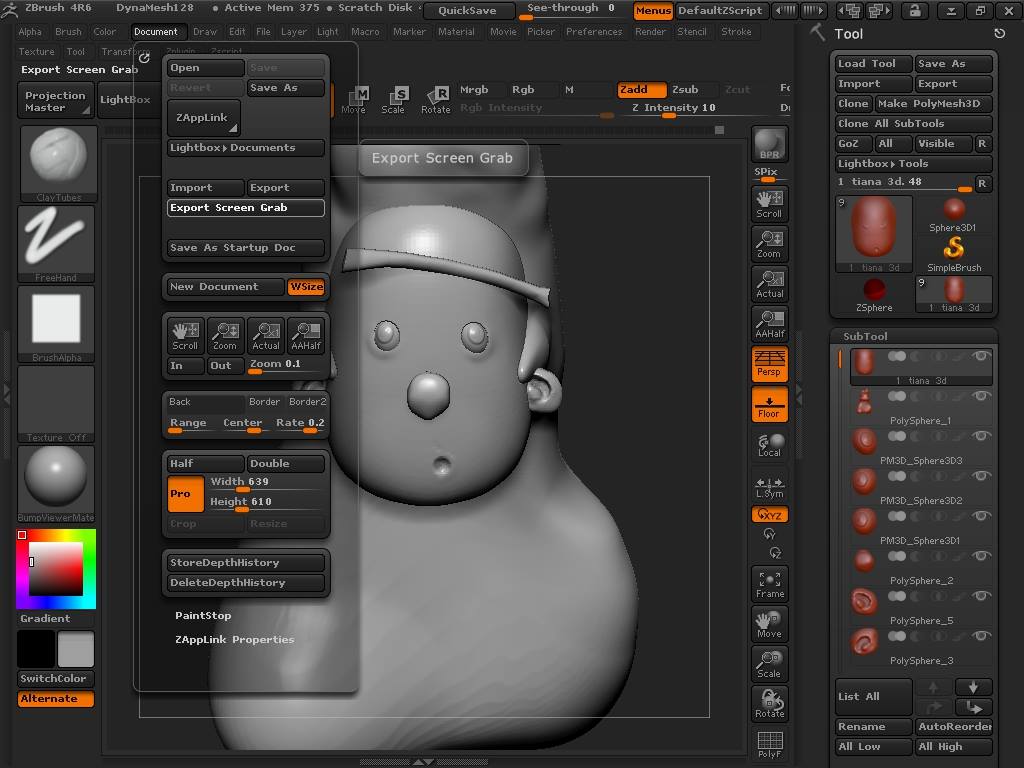 ZBrush 4R6 DynaMesh128 • Active Mem 375 • Scratch Disk QuickSave See-through 0 Menus DefaultZScript
Alpha Brush Color Document Draw Edit File Layer Light Macro Marker Material Movie Picker Preferences Render Stencil Stroke
Texture Tool Transform Zplugin Zscript
Export Screen Grab
Projection Master
LightBox
Move
Scale
Rotate
Mrgb Rgb M Zadd Zsub Zcut
Rgb Intensity Z Intensity 10
Open Save
Revert Save As
ZAppLink
Lightbox▸Documents
Import Export
Export Screen Grab
Save As Startup Doc
New Document WSize
Scroll Zoom Actual AAHalf
In Out Zoom 0.1
Back Border Border2
Range Center Rate 0.2
Half Double
Pro Width 639
Height 610
Crop Resize
StoreDepthHistory
DeleteDepthHistory
PaintStop
ZAppLink Properties
Export Screen Grab
ClayTubes
FreeHand
BrushAlpha
Texture Off
BumpViewerMate
Gradient
SwitchColor
Alternate
BPR
SPix
Scroll
Zoom
Actual
AAHalf
Persp
Floor
Local
L.Sym
XYZ
Y
Z
Frame
Move
Scale
Rotate
PolyF
Tool
Load Tool Save As
Import Export
Clone Make PolyMesh3D
Clone All SubTools
GoZ All Visible R
Lightbox▸Tools
1 tiana 3d. 48 R
9
1 tiana 3d
Sphere3D1
SimpleBrush
ZSphere
9
1 tiana 3d
SubTool
1 tiana 3d
PolySphere_1
PM3D_Sphere3D3
PM3D_Sphere3D2
PM3D_Sphere3D1
PolySphere_2
PolySphere_5
PolySphere_3
List All
Rename AutoReorder
All Low All High